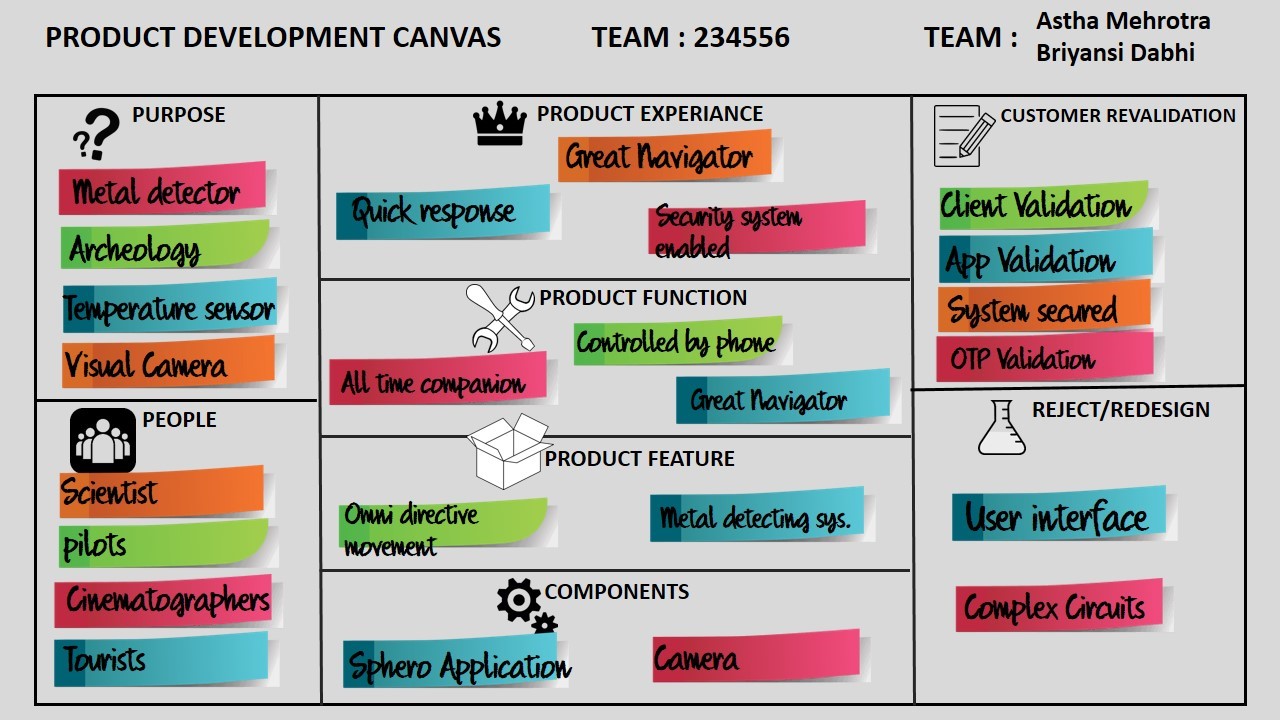 PRODUCT DEVELOPMENT CANVAS
TEAM : 234556
TEAM :
Astha Mehrotra
Briyansi Dabhi
PURPOSE
Metal detector
Archeology
Temperature sensor
Visual Camera
PEOPLE
Scientist
pilots
Cinematographers
Tourists
PRODUCT EXPERIANCE
Great Navigator
Quick response
Security system
enabled
PRODUCT FUNCTION
Controlled by phone
All time companion
Great Navigator
PRODUCT FEATURE
Omni directive
movement
Metal detecting sys.
COMPONENTS
Sphero Application
Camera
CUSTOMER REVALIDATION
Client Validation
App Validation
System secured
OTP Validation
REJECT/REDESIGN
User interface
Complex Circuits